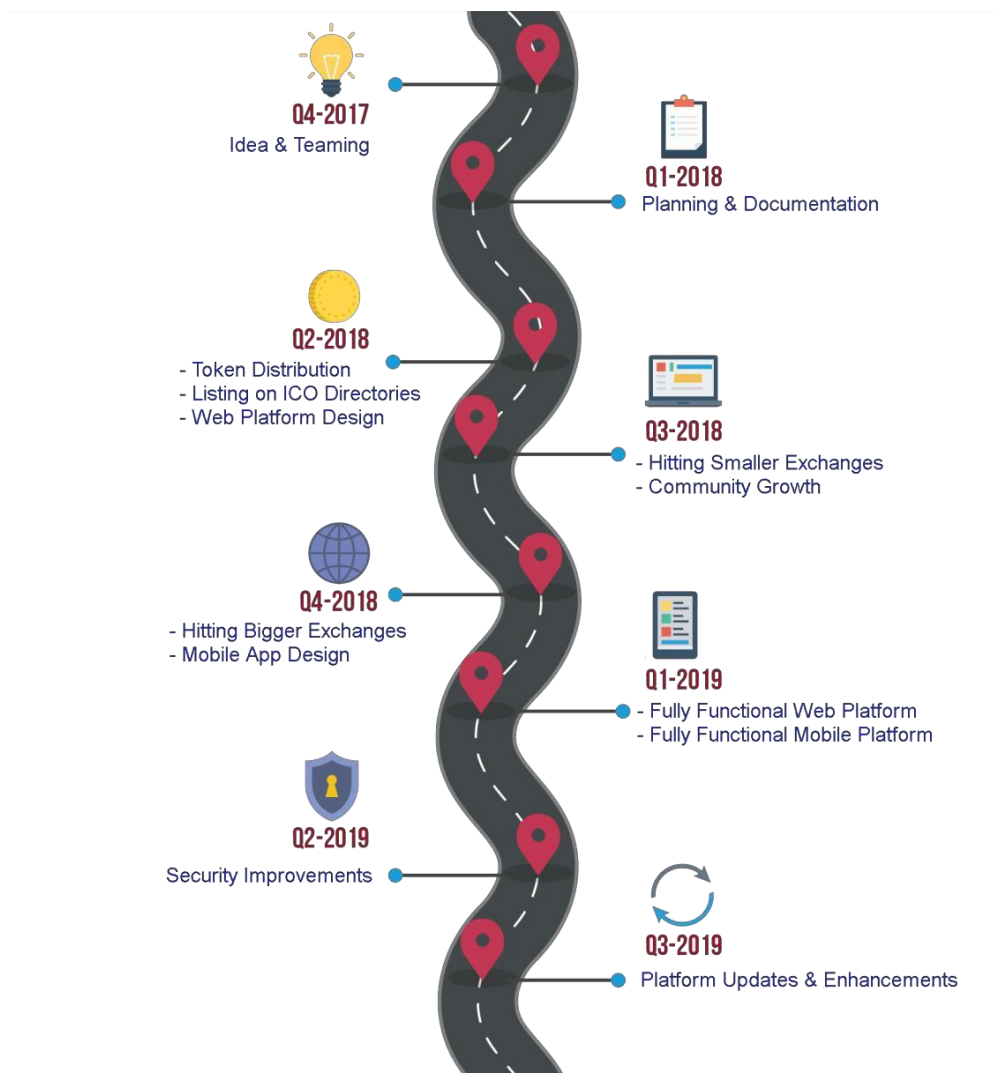 Q4-2017
Idea & Teaming
Q1-2018
Planning & Documentation
Q2-2018
- Token Distribution
- Listing on ICO Directories
- Web Platform Design
Q3-2018
- Hitting Smaller Exchanges
- Community Growth
Q4-2018
- Hitting Bigger Exchanges
- Mobile App Design
Q1-2019
- Fully Functional Web Platform
- Fully Functional Mobile Platform
Q2-2019
Security Improvements
Q3-2019
Platform Updates & Enhancements